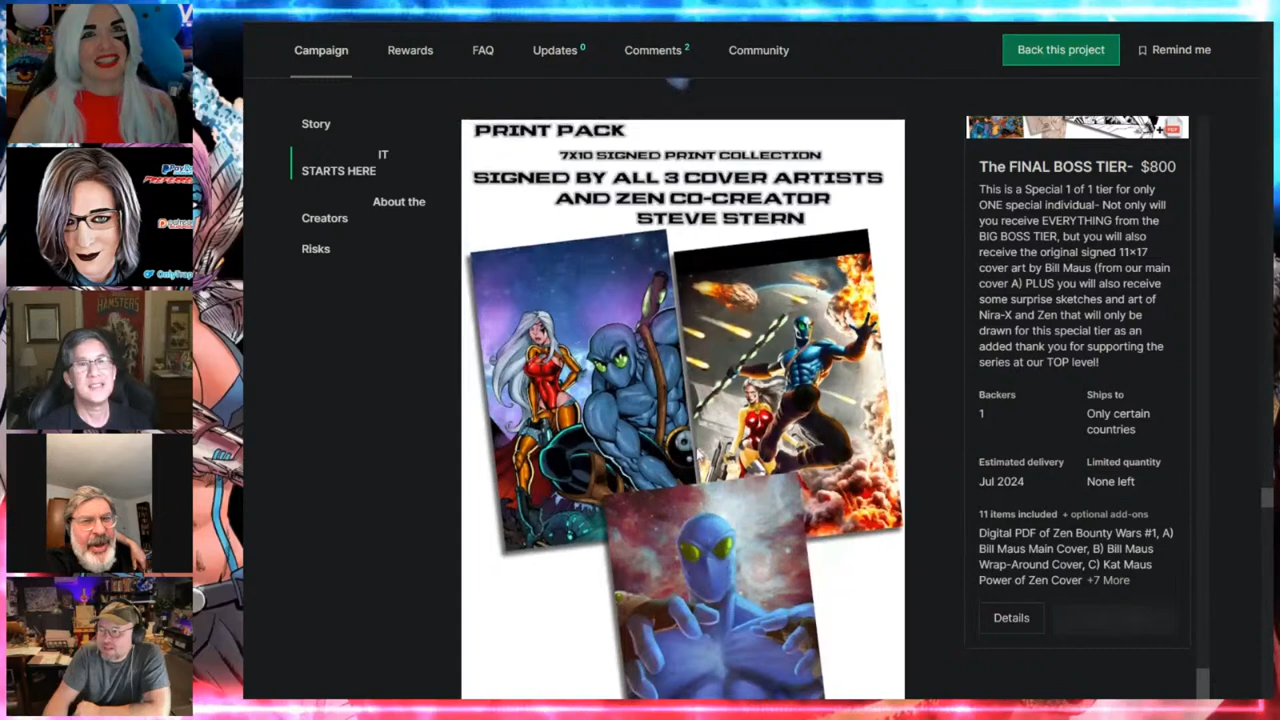 Campaign
Rewards
FAQ
Updates 0
Comments 2
Community
Back this project
Remind me
Story
IT
STARTS HERE
About the
Creators
Risks
PRINT PACK
7X10 SIGNED PRINT COLLECTION
SIGNED BY ALL 3 COVER ARTISTS
AND ZEN CO-CREATOR
STEVE STERN
PDF
The FINAL BOSS TIER- $800
This is a Special 1 of 1 tier for only
ONE special individual- Not only will
you receive EVERYTHING from the
BIG BOSS TIER, but you will also
receive the original signed 11×17
cover art by Bill Maus (from our main
cover A) PLUS you will also receive
some surprise sketches and art of
Nira-X and Zen that will only be
drawn for this special tier as an
added thank you for supporting the
series at our TOP level!
Backers
1
Ships to
Only certain
countries
Estimated delivery
Jul 2024
Limited quantity
None left
11 items included + optional add-ons
Digital PDF of Zen Bounty Wars #1, A)
Bill Maus Main Cover, B) Bill Maus
Wrap-Around Cover, C) Kat Maus
Power of Zen Cover +7 More
Details
HAMSTERS